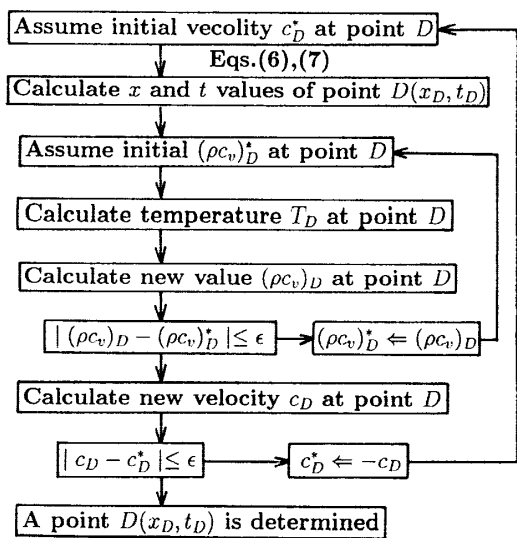 Assume initial vecolity $c_D^*$ at point $D$
Eqs.(6),(7)
Calculate $x$ and $t$ values of point $D(x_D, t_D)$
Assume initial $(\rho c_v)_D^*$ at point $D$
Calculate temperature $T_D$ at point $D$
Calculate new value $(\rho c_v)_D$ at point $D$
$| (\rho c_v)_D - (\rho c_v)_D^* | \leq \epsilon$
$(\rho c_v)_D^* \Leftarrow (\rho c_v)_D$
Calculate new velocity $c_D$ at point $D$
$| c_D - c_D^* | \leq \epsilon$
$c_D^* \Leftarrow -c_D$
A point $D(x_D, t_D)$ is determined